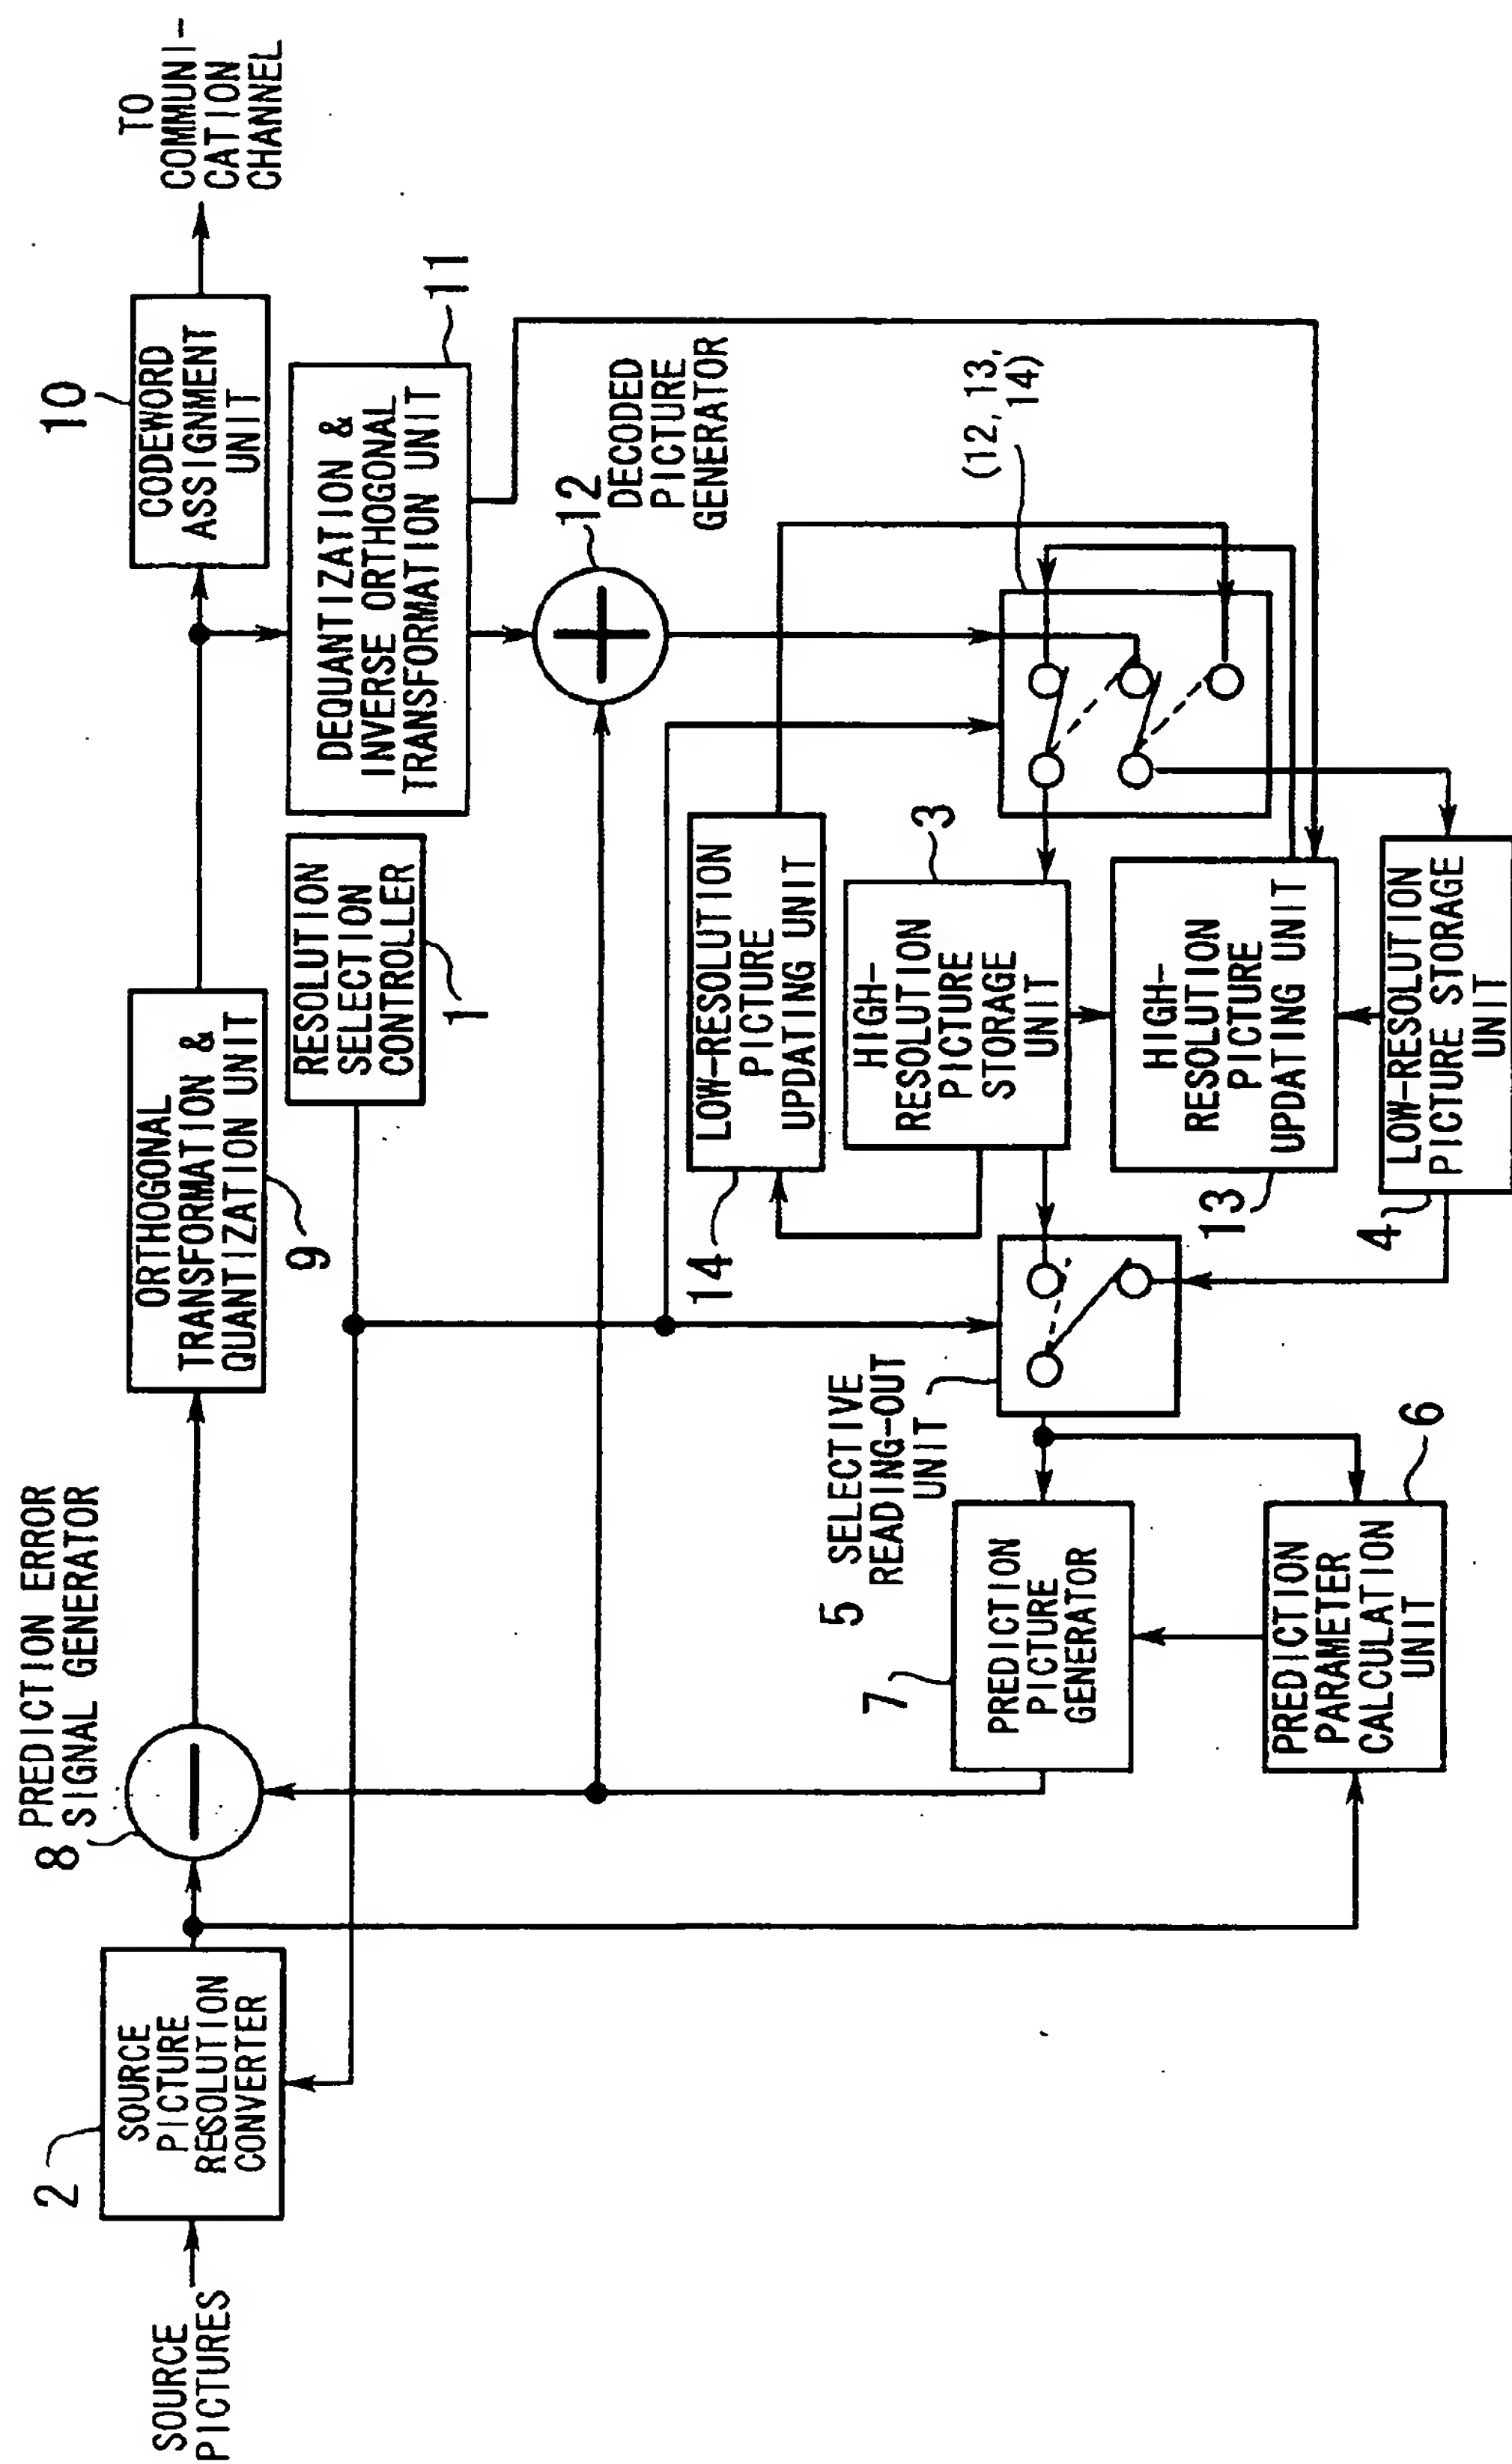 SOURCE
PICTURES
2
SOURCE
PICTURE
RESOLUTION
CONVERTER
8
PREDICTION ERROR
SIGNAL GENERATOR
ORTHOGONAL
TRANSFORMATION &
QUANTIZATION UNIT
9
10
CODEWORD
ASSIGNMENT
UNIT
TO
COMMUNI-
CATION
CHANNEL
RESOLUTION
SELECTION
CONTROLLER
1
DEQUANTIZATION &
INVERSE ORTHOGONAL
TRANSFORMATION UNIT
11
12
DECODED
PICTURE
GENERATOR
(12, 13,
14)
LOW-RESOLUTION
PICTURE
UPDATING UNIT
14
3
HIGH-
RESOLUTION
PICTURE
STORAGE
UNIT
5
SELECTIVE
READING-OUT
UNIT
7
PREDICTION
PICTURE
GENERATOR
6
PREDICTION
PARAMETER
CALCULATION
UNIT
HIGH-
RESOLUTION
PICTURE
UPDATING UNIT
13
4
LOW-RESOLUTION
PICTURE STORAGE
UNIT